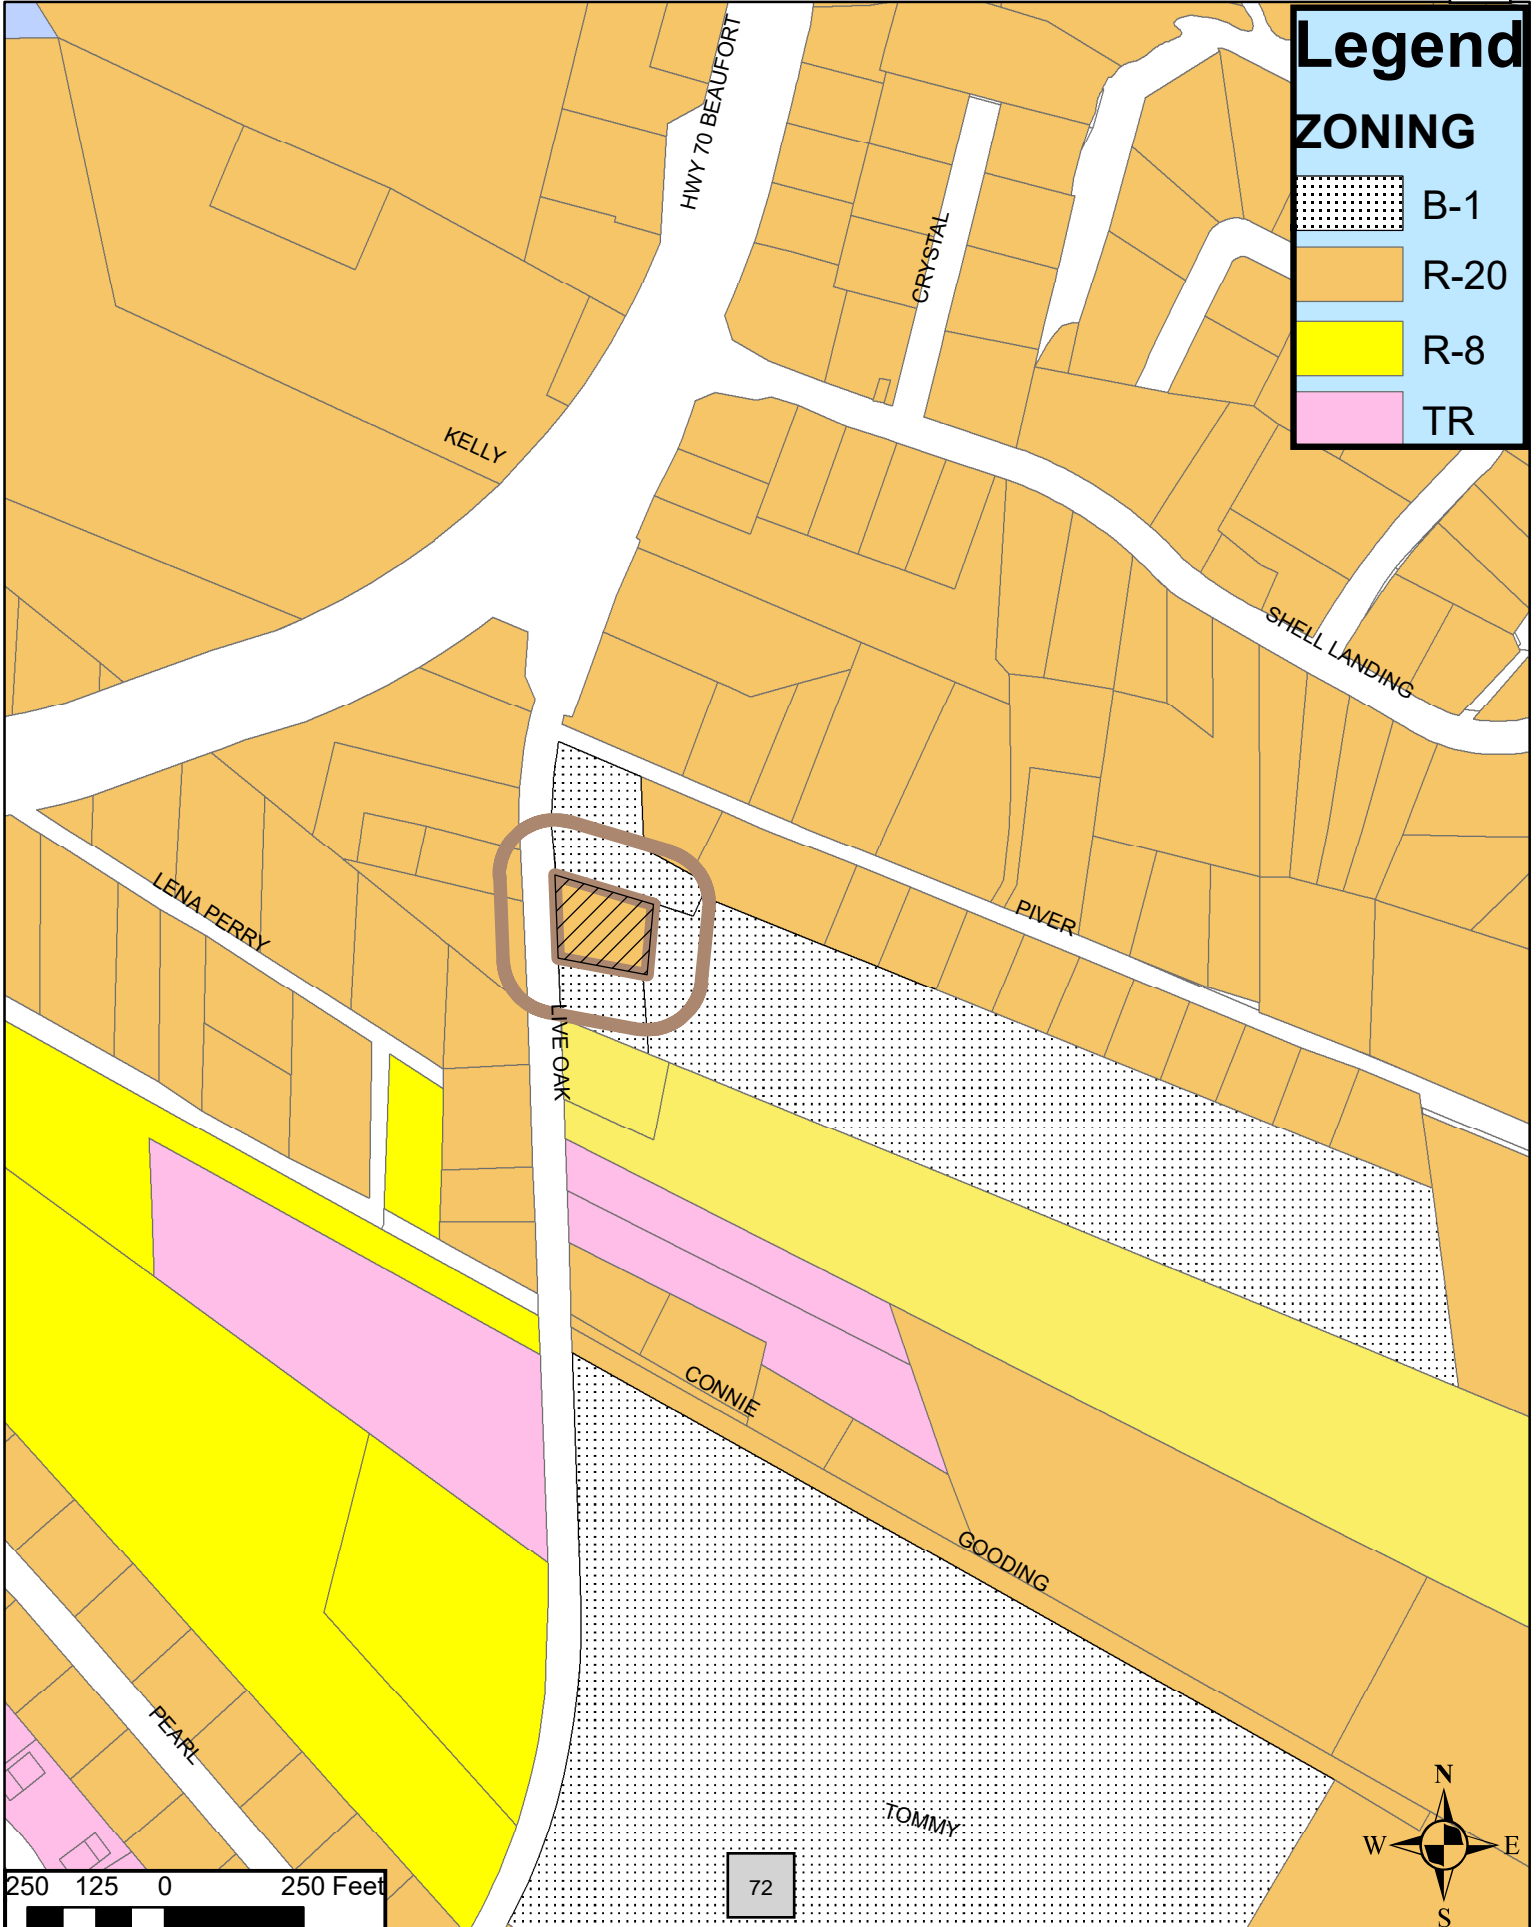 Legend
ZONING
B-1
R-20
R-8
TR
HWY 70 BEAUFORT
CRYSTAL
KELLY
SHELL LANDING
LENA PERRY
PIVER
LIVE OAK
CONNIE
GOODING
PEARL
TOMMY
72
N
W E
S
250 125 0 250 Feet